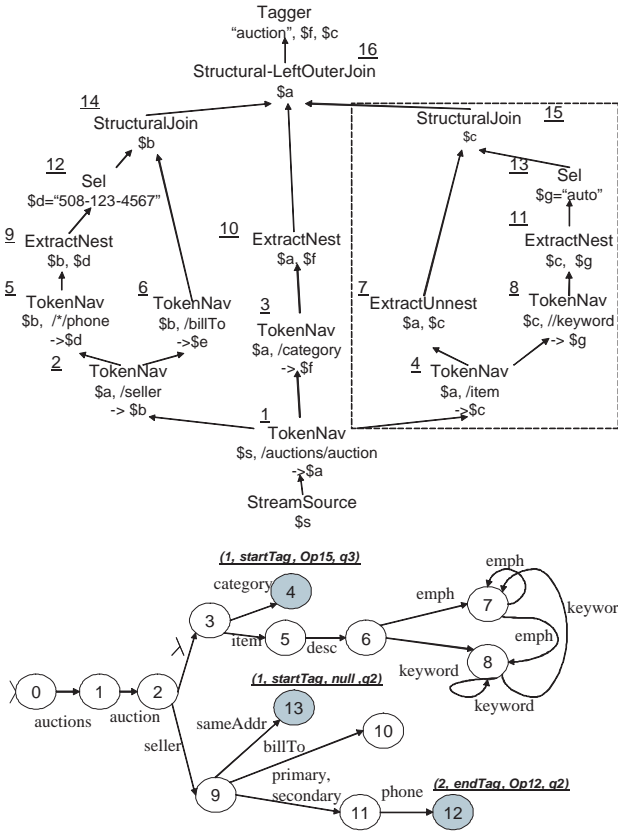 Tagger
"auction", $f, $c
16
Structural-LeftOuterJoin
$a
14
StructuralJoin
$b
15
StructuralJoin
$c
12
Sel
$d="508-123-4567"
13
Sel
$g="auto"
9
ExtractNest
$b, $d
10
ExtractNest
$a, $f
11
ExtractNest
$c, $g
5
TokenNav
$b, /*/phone
->$d
6
TokenNav
$b, /billTo
->$e
3
TokenNav
$a, /category
->$f
7
ExtractUnnest
$a, $c
8
TokenNav
$c, //keyword
-> $g
2
TokenNav
$a, /seller
-> $b
4
TokenNav
$a, /item
->$c
1
TokenNav
$s, /auctions/auction
->$a
StreamSource
$s
(1, startTag, Op15, q3)
category
4
emph
7
keywor
3
emph
item
5
desc
6
emph
λ
8
keyword
keyword
0
1
2
auctions
auction
(1, startTag, null ,q2)
sameAddr
13
billTo
10
seller
9
primary,
secondary
11
phone
(2, endTag, Op12, q2)
12